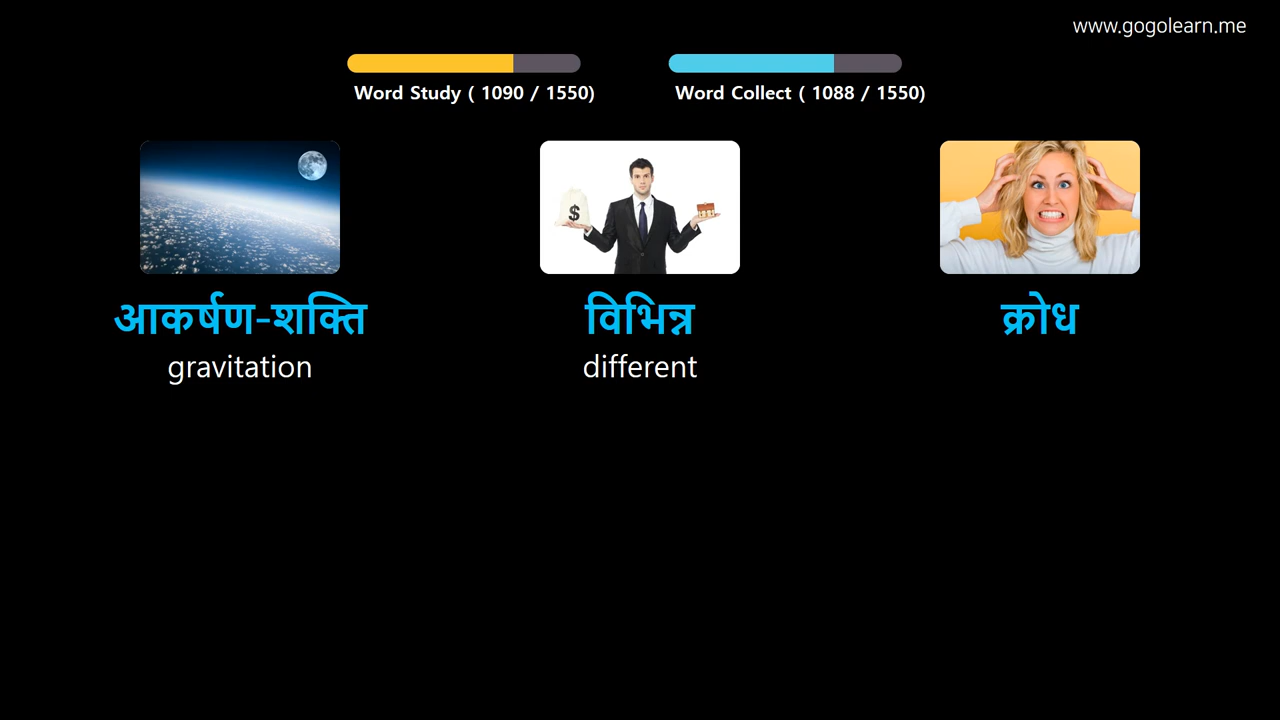 www.gogolearn.me
Word Study ( 1090 / 1550)
Word Collect ( 1088 / 1550)
$
आकर्षण-शक्ति
gravitation
विभिन्न
different
क्रोध